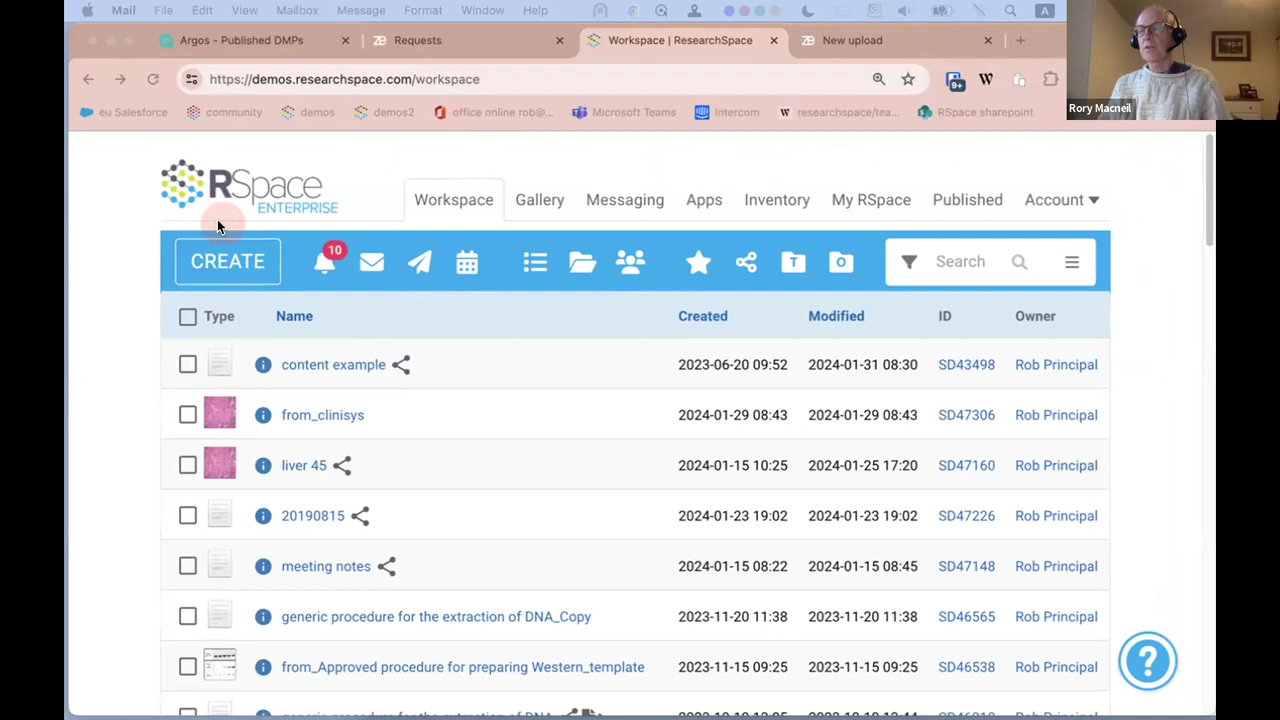 Mail File Edit View Mailbox Message Format Window Help A
Argos - Published DMPs Requests Workspace | ResearchSpace New upload
https://demos.researchspace.com/workspace 9+ W
eu Salesforce community demos demos2 office online rob@... Microsoft Teams Intercom researchspace/tea... RSpace sharepoint
Rory Macneil
RSpace
ENTERPRISE
Workspace Gallery Messaging Apps Inventory My RSpace Published Account
CREATE 10 T O Search
Type Name Created Modified ID Owner
content example 2023-06-20 09:52 2024-01-31 08:30 SD43498 Rob Principal
from_clinisys 2024-01-29 08:43 2024-01-29 08:43 SD47306 Rob Principal
liver 45 2024-01-15 10:25 2024-01-25 17:20 SD47160 Rob Principal
20190815 2024-01-23 19:02 2024-01-23 19:02 SD47226 Rob Principal
meeting notes 2024-01-15 08:22 2024-01-15 08:45 SD47148 Rob Principal
generic procedure for the extraction of DNA_Copy 2023-11-20 11:38 2023-11-20 11:38 SD46565 Rob Principal
from_Approved procedure for preparing Western_template 2023-11-15 09:25 2023-11-15 09:25 SD46538 Rob Principal
?